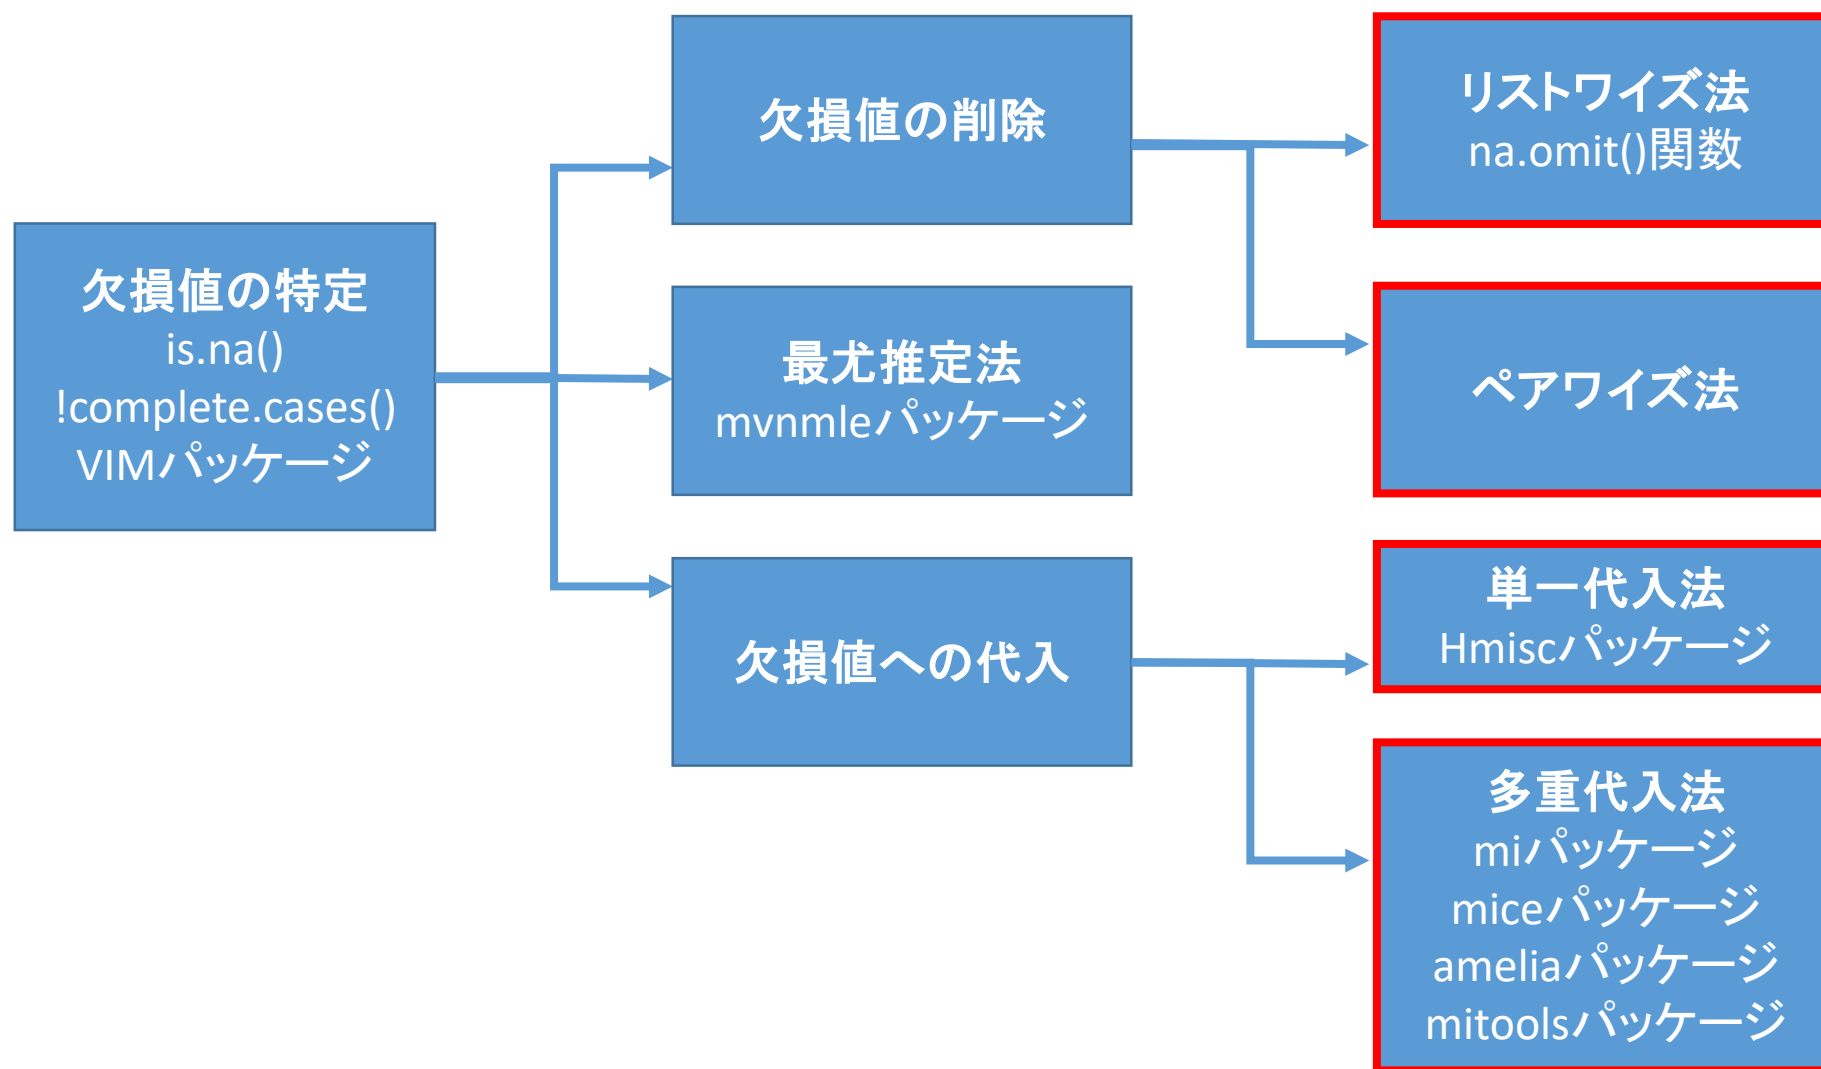 欠損値の特定
is.na()
!complete.cases()
VIMパッケージ
欠損値の削除
最尤推定法
mvnmleパッケージ
欠損値への代入
リストワイズ法
na.omit()関数
ペアワイズ法
単一代入法
Hmiscパッケージ
多重代入法
miパッケージ
miceパッケージ
ameliaパッケージ
mitoolsパッケージ